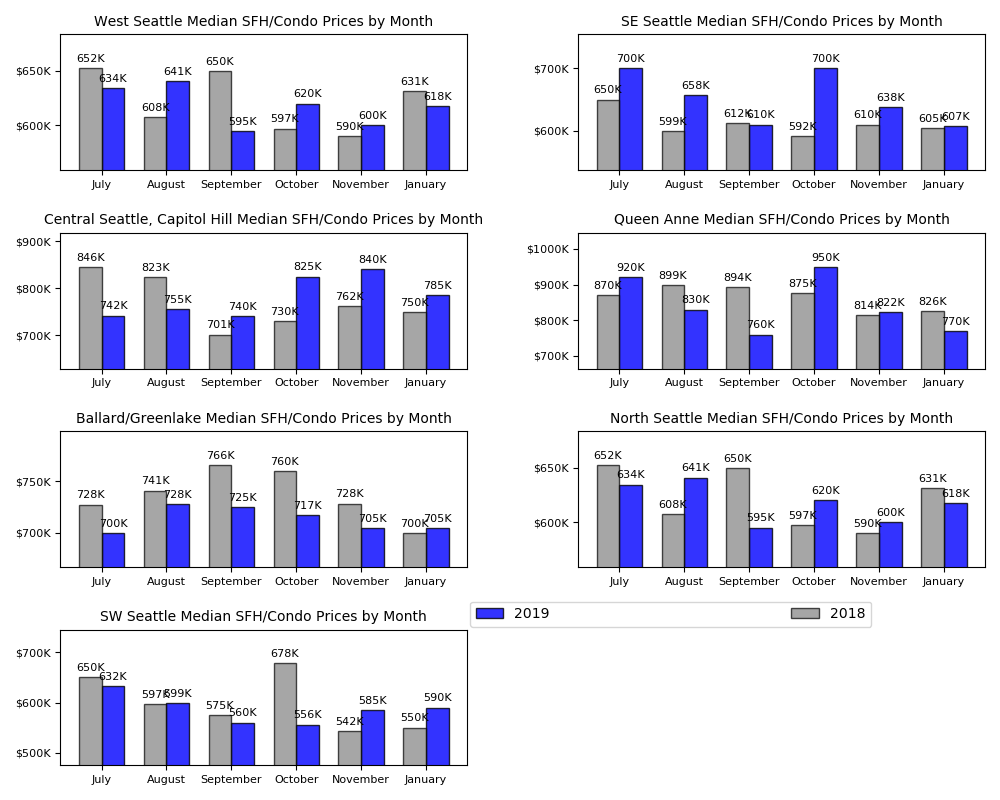 West Seattle Median SFH/Condo Prices by Month
$650K
$600K
652K 634K 608K 641K 650K 595K 597K 620K 590K 600K 631K 618K
July August September October November January
SE Seattle Median SFH/Condo Prices by Month
$700K
$600K
650K 700K 599K 658K 612K 610K 592K 700K 610K 638K 605K 607K
July August September October November January
Central Seattle, Capitol Hill Median SFH/Condo Prices by Month
$900K
$800K
$700K
846K 742K 823K 755K 701K 740K 730K 825K 762K 840K 750K 785K
July August September October November January
Queen Anne Median SFH/Condo Prices by Month
$1000K
$900K
$800K
$700K
870K 920K 899K 830K 894K 760K 875K 950K 814K 822K 826K 770K
July August September October November January
Ballard/Greenlake Median SFH/Condo Prices by Month
$750K
$700K
728K 700K 741K 728K 766K 725K 760K 717K 728K 705K 700K 705K
July August September October November January
North Seattle Median SFH/Condo Prices by Month
$650K
$600K
652K 634K 608K 641K 650K 595K 597K 620K 590K 600K 631K 618K
July August September October November January
2019 2018
SW Seattle Median SFH/Condo Prices by Month
$700K
$600K
$500K
650K 632K 597K 599K 575K 560K 678K 556K 542K 585K 550K 590K
July August September October November January